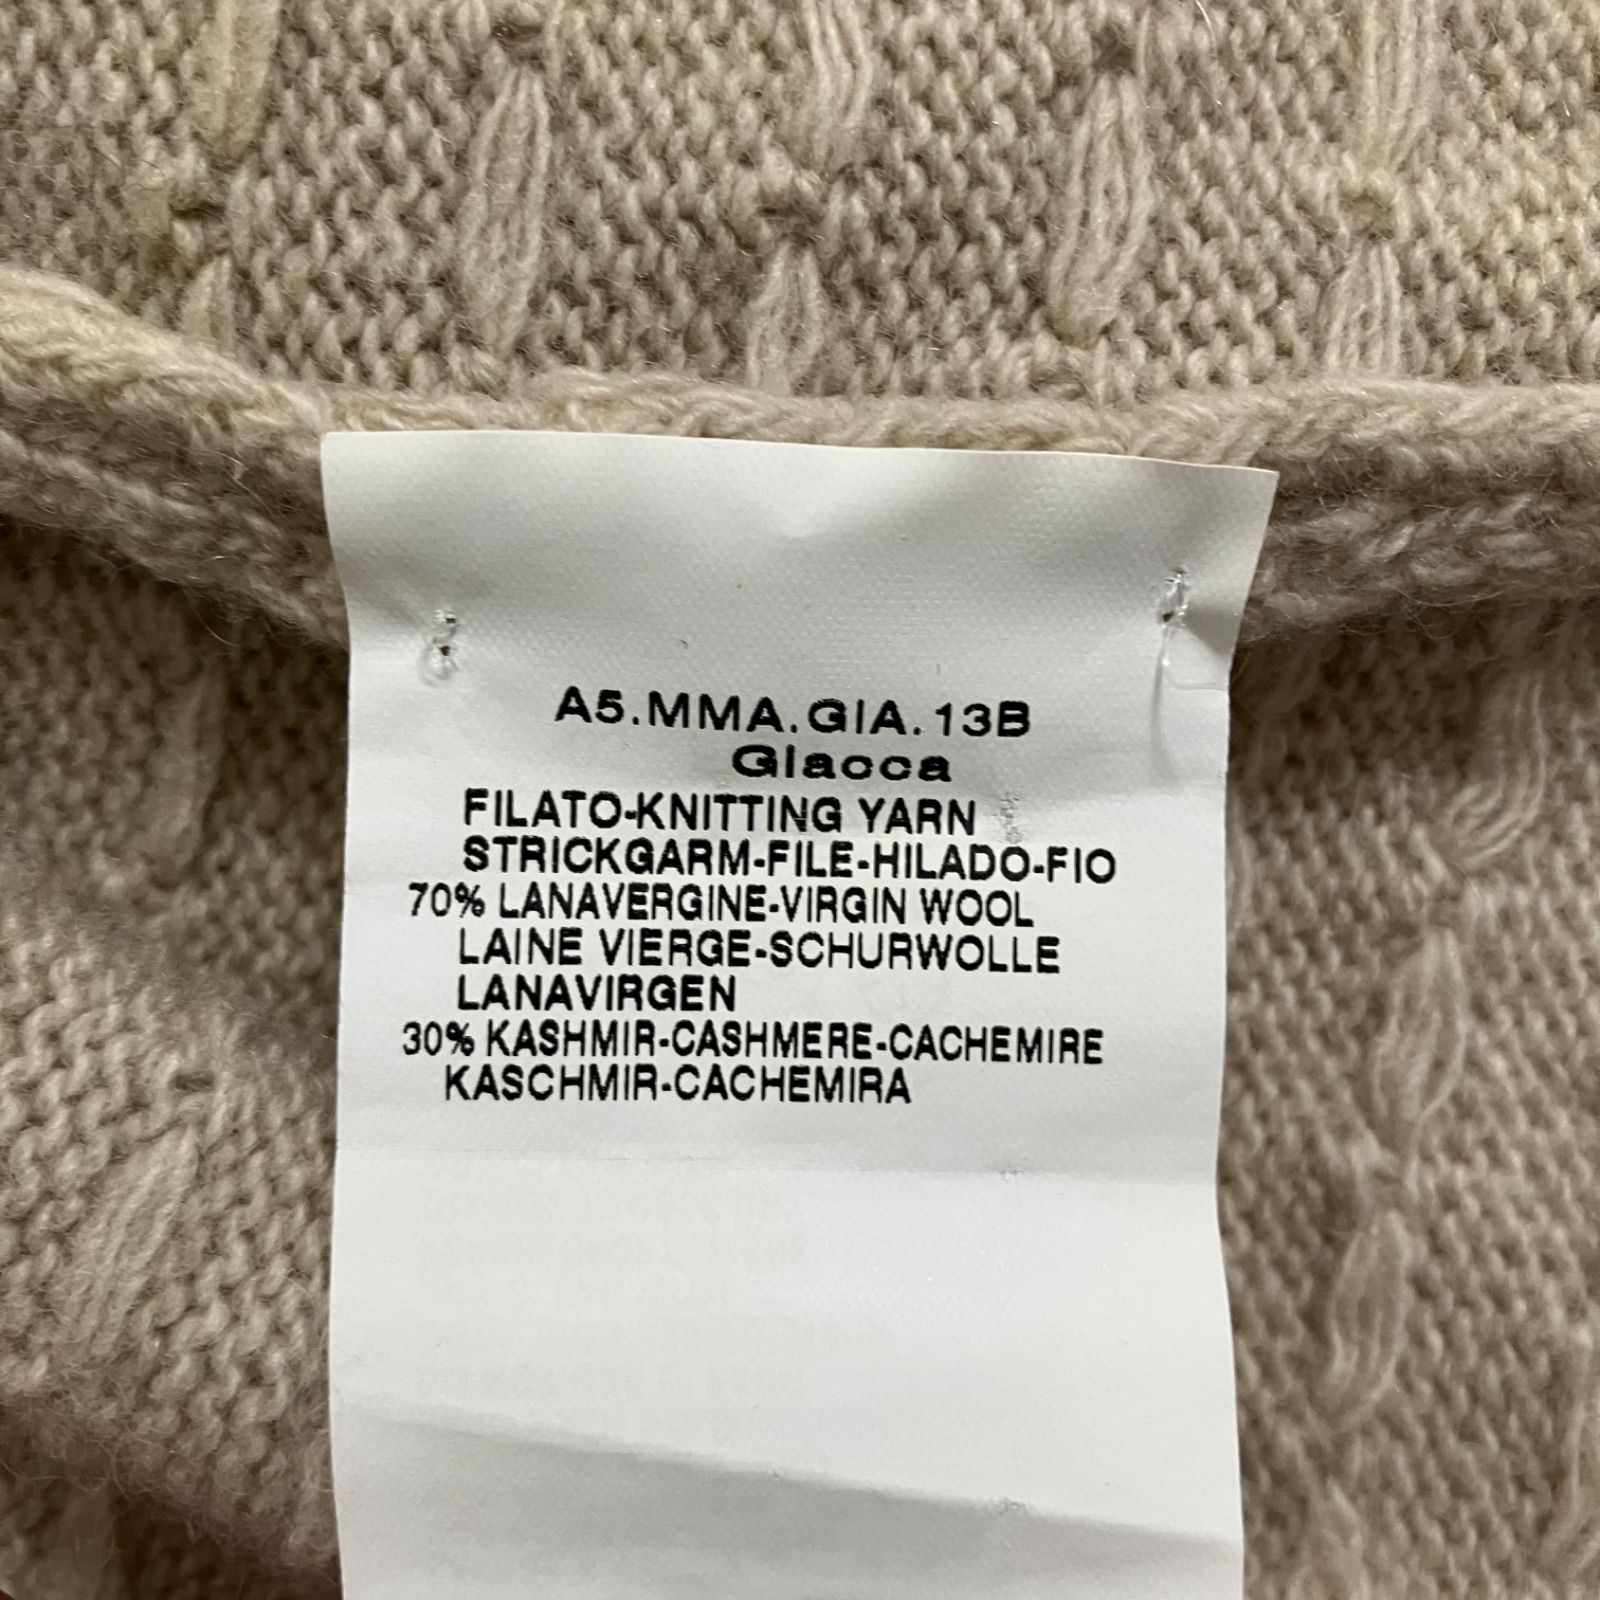 A5.MMA.GIA.13B
Giacca
FILATO-KNITTING YARN
STRICKGARM-FILE-HILADO-FIO
70% LANAVERGINE-VIRGIN WOOL
LAINE VIERGE-SCHURWOLLE
LANAVIRGEN
30% KASHMIR-CASHMERE-CACHEMIRE
KASCHMIR-CACHEMIRA